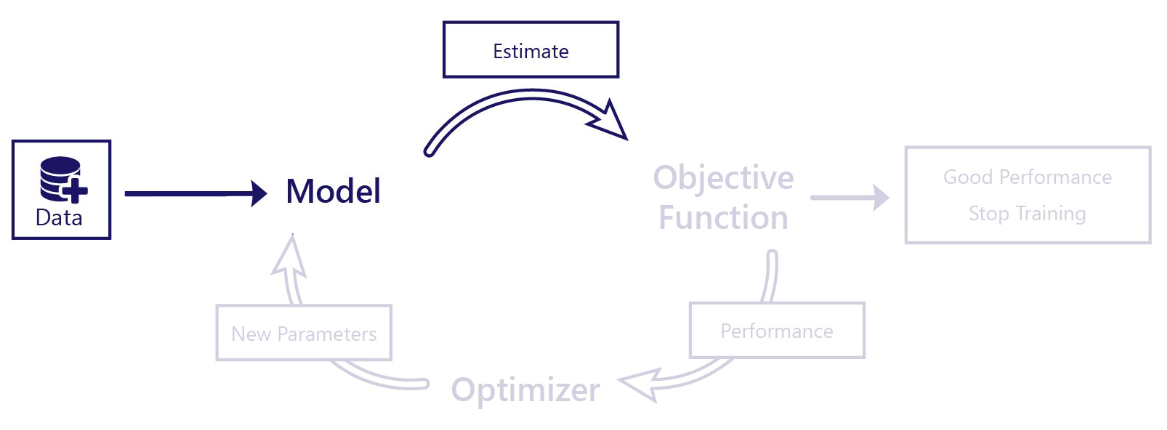 Estimate
Data
Model
Objective
Function
Good Performance
Stop Training
New Parameters
Performance
Optimizer